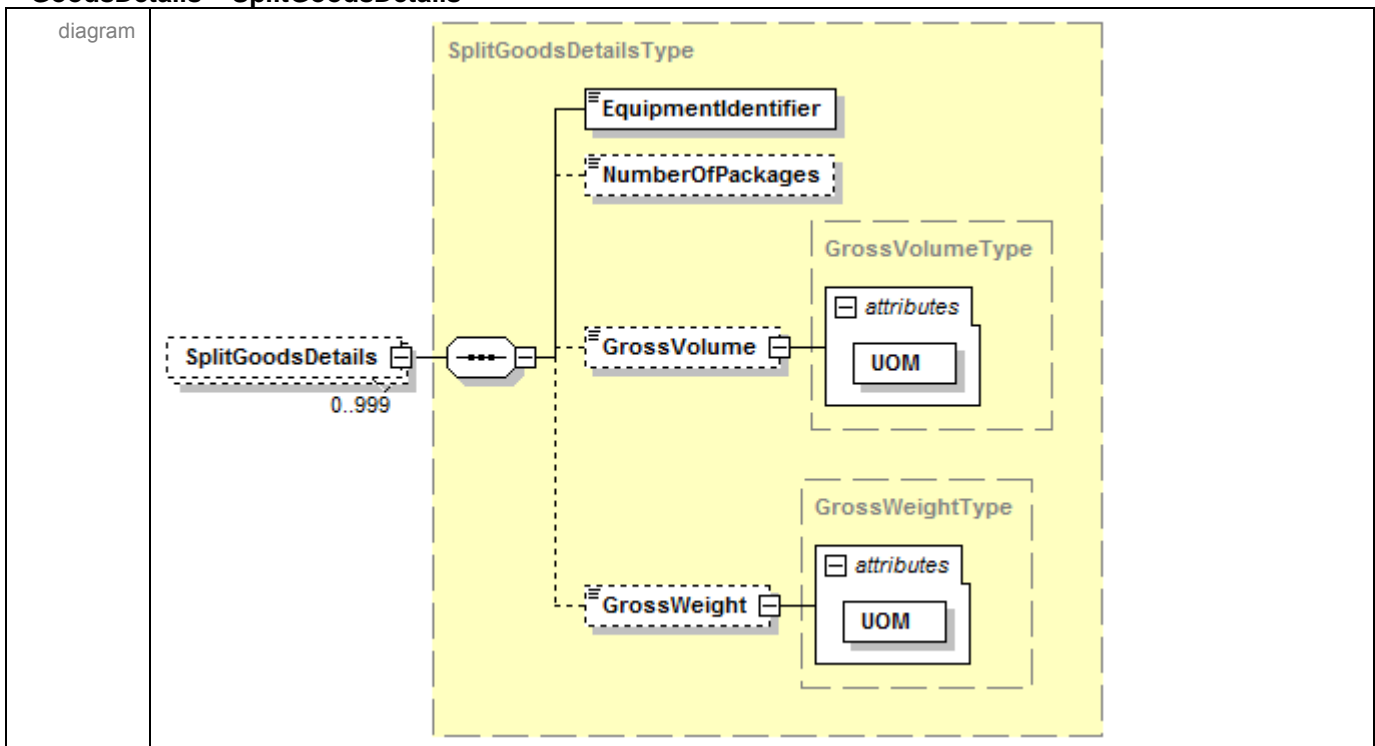 GoodsDetails – SplitGoodsDetails
diagram
SplitGoodsDetailsType
EquipmentIdentifier
NumberOfPackages
GrossVolumeType
attributes
GrossVolume
UOM
SplitGoodsDetails
0..999
GrossWeightType
attributes
GrossWeight
UOM